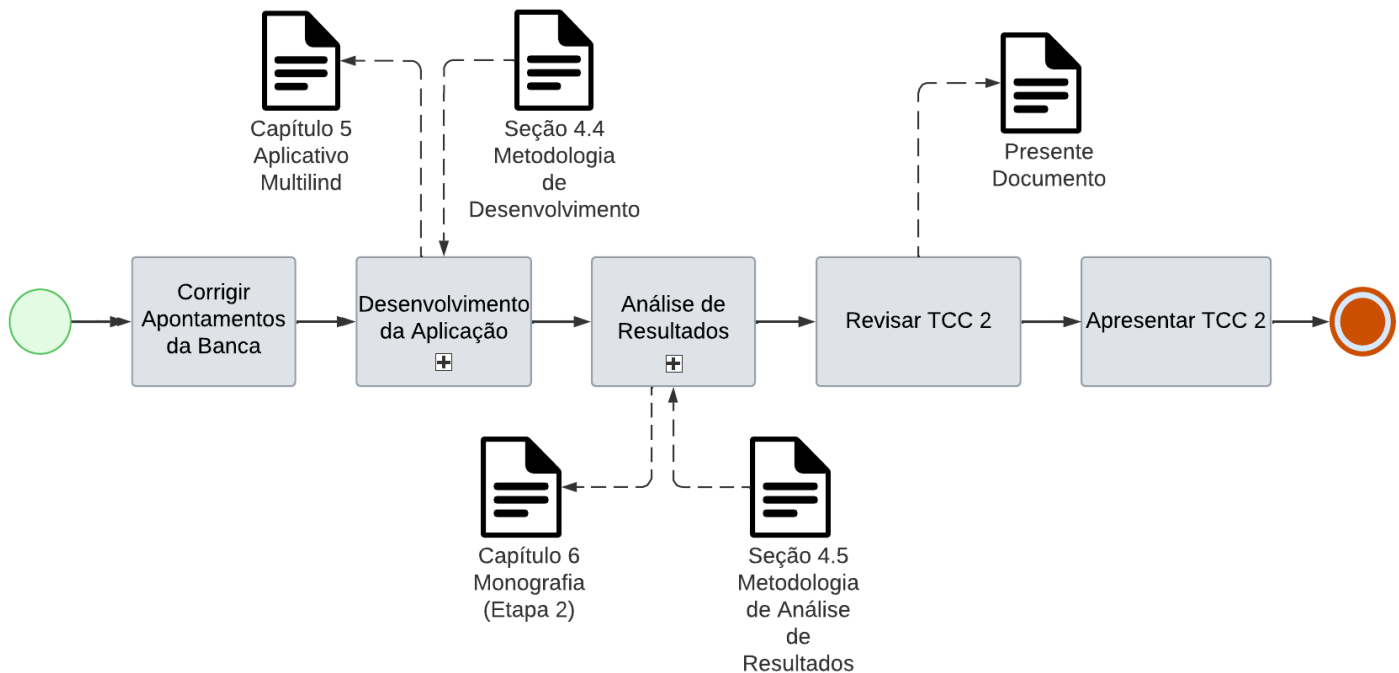 Capítulo 5
Aplicativo
Multilind
Seção 4.4
Metodologia
de
Desenvolvimento
Presente
Documento
Corrigir
Apontamentos
da Banca
Desenvolvimento
da Aplicação
Análise de
Resultados
Revisar TCC 2
Apresentar TCC 2
Capítulo 6
Monografia
(Etapa 2)
Seção 4.5
Metodologia
de Análise
de
Resultados